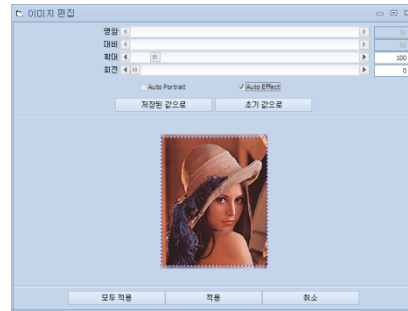 이미지 편집
명암
대비
확대 100
회전 0
Auto Portrait Auto Effect
저장된 값으로 초기 값으로
모두 적용 적용 취소